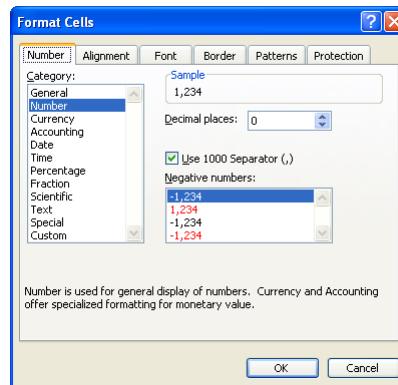 Format Cells
Number Alignment Font Border Patterns Protection
Category:
General
Number
Currency
Accounting
Date
Time
Percentage
Fraction
Scientific
Text
Special
Custom
Sample
1,234
Decimal places: 0
Use 1000 Separator (,)
Negative numbers:
-1,234
1,234
-1,234
-1,234
Number is used for general display of numbers. Currency and Accounting
offer specialized formatting for monetary value.
OK Cancel